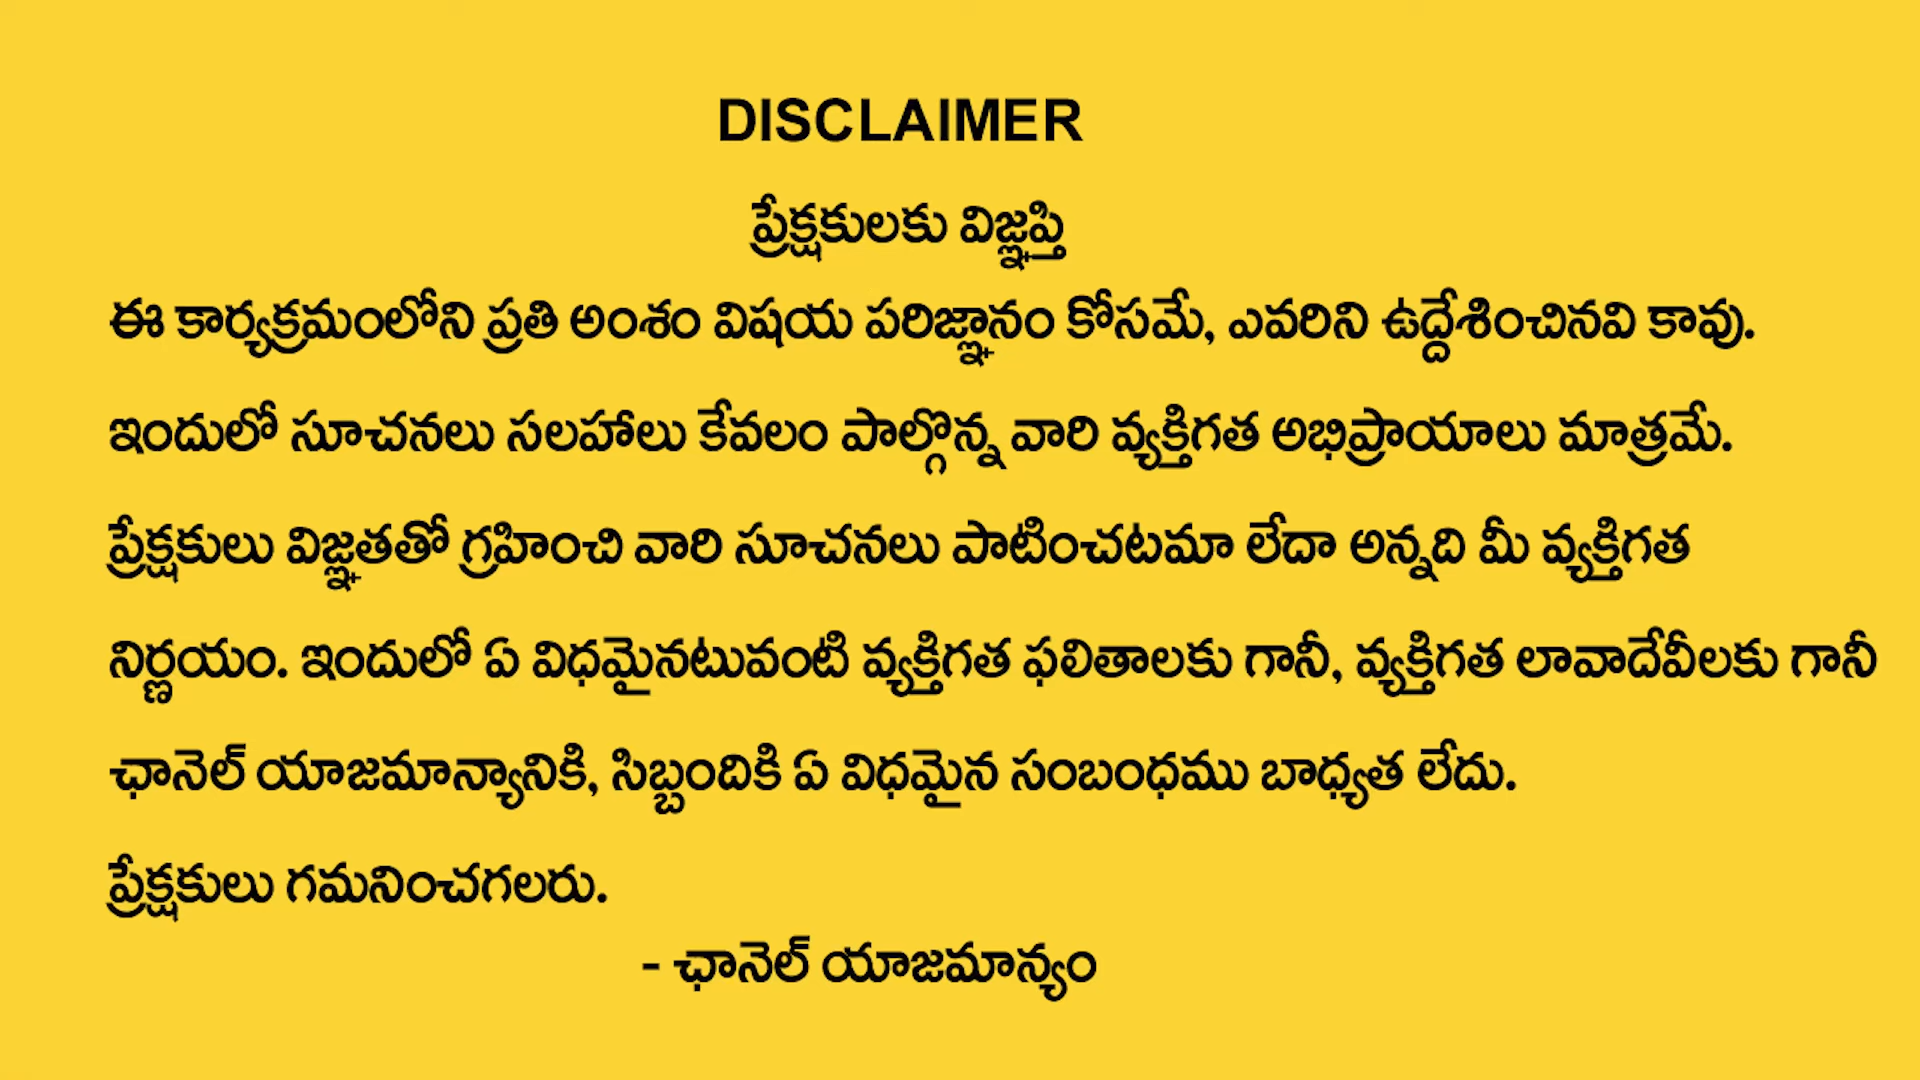 DISCLAIMER
ప్రేక్షకులకు విజ్ఞప్తి
ఈ కార్యక్రమంలోని ప్రతి అంశం విషయ పరిజ్ఞానం కోసమే, ఎవరిని ఉద్దేశించినవి కావు.
ఇందులో సూచనలు సలహాలు కేవలం పాల్గొన్న వారి వ్యక్తిగత అభిప్రాయాలు మాత్రమే.
ప్రేక్షకులు విజ్ఞతతో గ్రహించి వారి సూచనలు పాటించటమా లేదా అన్నది మీ వ్యక్తిగత
నిర్ణయం. ఇందులో ఏ విధమైనటువంటి వ్యక్తిగత ఫలితాలకు గానీ, వ్యక్తిగత లావాదేవీలకు గానీ
ఛానెల్ యాజమాన్యానికి, సిబ్బందికి ఏ విధమైన సంబంధము బాధ్యత లేదు.
ప్రేక్షకులు గమనించగలరు.
- ఛానెల్ యాజమాన్యం